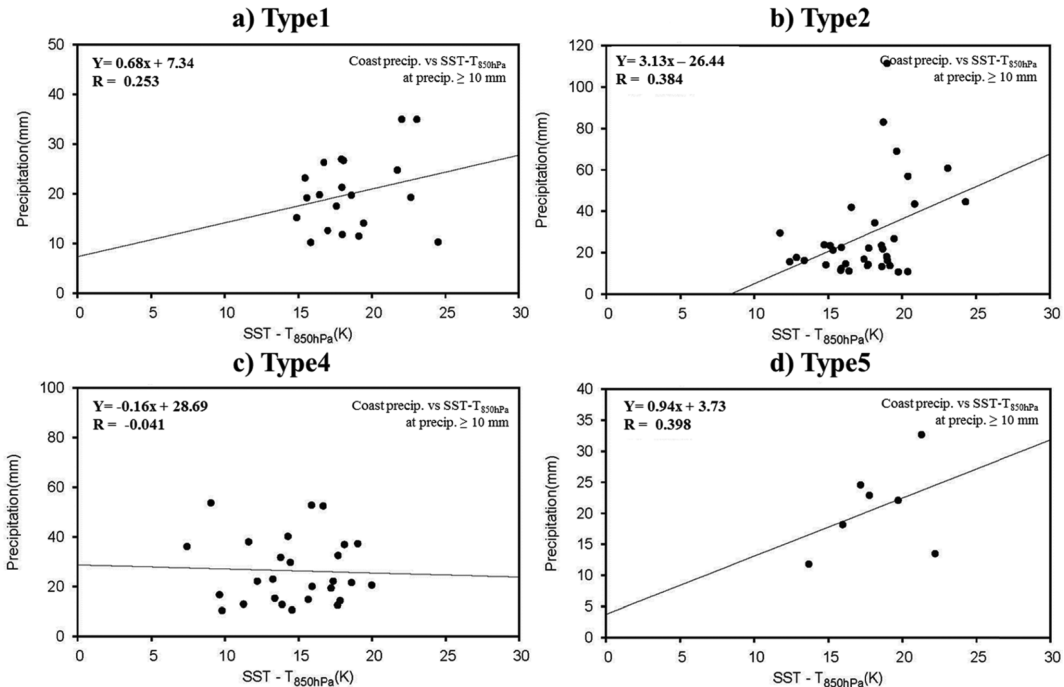 a) Type1
Y= 0.68x + 7.34
R = 0.253
Coast precip. vs SST-T850hPa
at precip. ≥ 10 mm
Precipitation(mm)
50
40
30
20
10
0
0 5 10 15 20 25 30
SST - T850hPa(K)
b) Type2
Y= 3.13x – 26.44
R = 0.384
Coast precip. vs SST-T850hPa
at precip. ≥ 10 mm
Precipitation(mm)
120
100
80
60
40
20
0
0 5 10 15 20 25 30
SST - T850hPa(K)
c) Type4
Y= -0.16x + 28.69
R = -0.041
Coast precip. vs SST-T850hPa
at precip. ≥ 10 mm
Precipitation(mm)
100
80
60
40
20
0
0 5 10 15 20 25 30
SST - T850hPa(K)
d) Type5
Y= 0.94x + 3.73
R = 0.398
Coast precip. vs SST-T850hPa
at precip. ≥ 10 mm
Precipitation(mm)
40
35
30
25
20
15
10
5
0
0 5 10 15 20 25 30
SST - T850hPa(K)